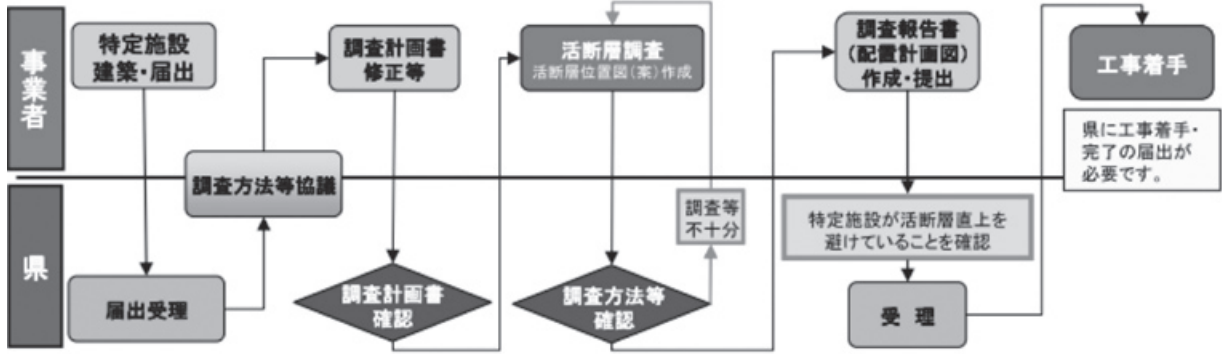 事業者
特定施設
建築・届出
調査計画書
修正等
活断層調査
活断層位置図(案)作成
調査報告書
(配置計画図)
作成・提出
工事着手
県に工事着手・
完了の届出が
必要です。
調査方法等協議
県
届出受理
調査計画書
確認
調査方法等
確認
調査等
不十分
特定施設が活断層直上を
避けていることを確認
受 理